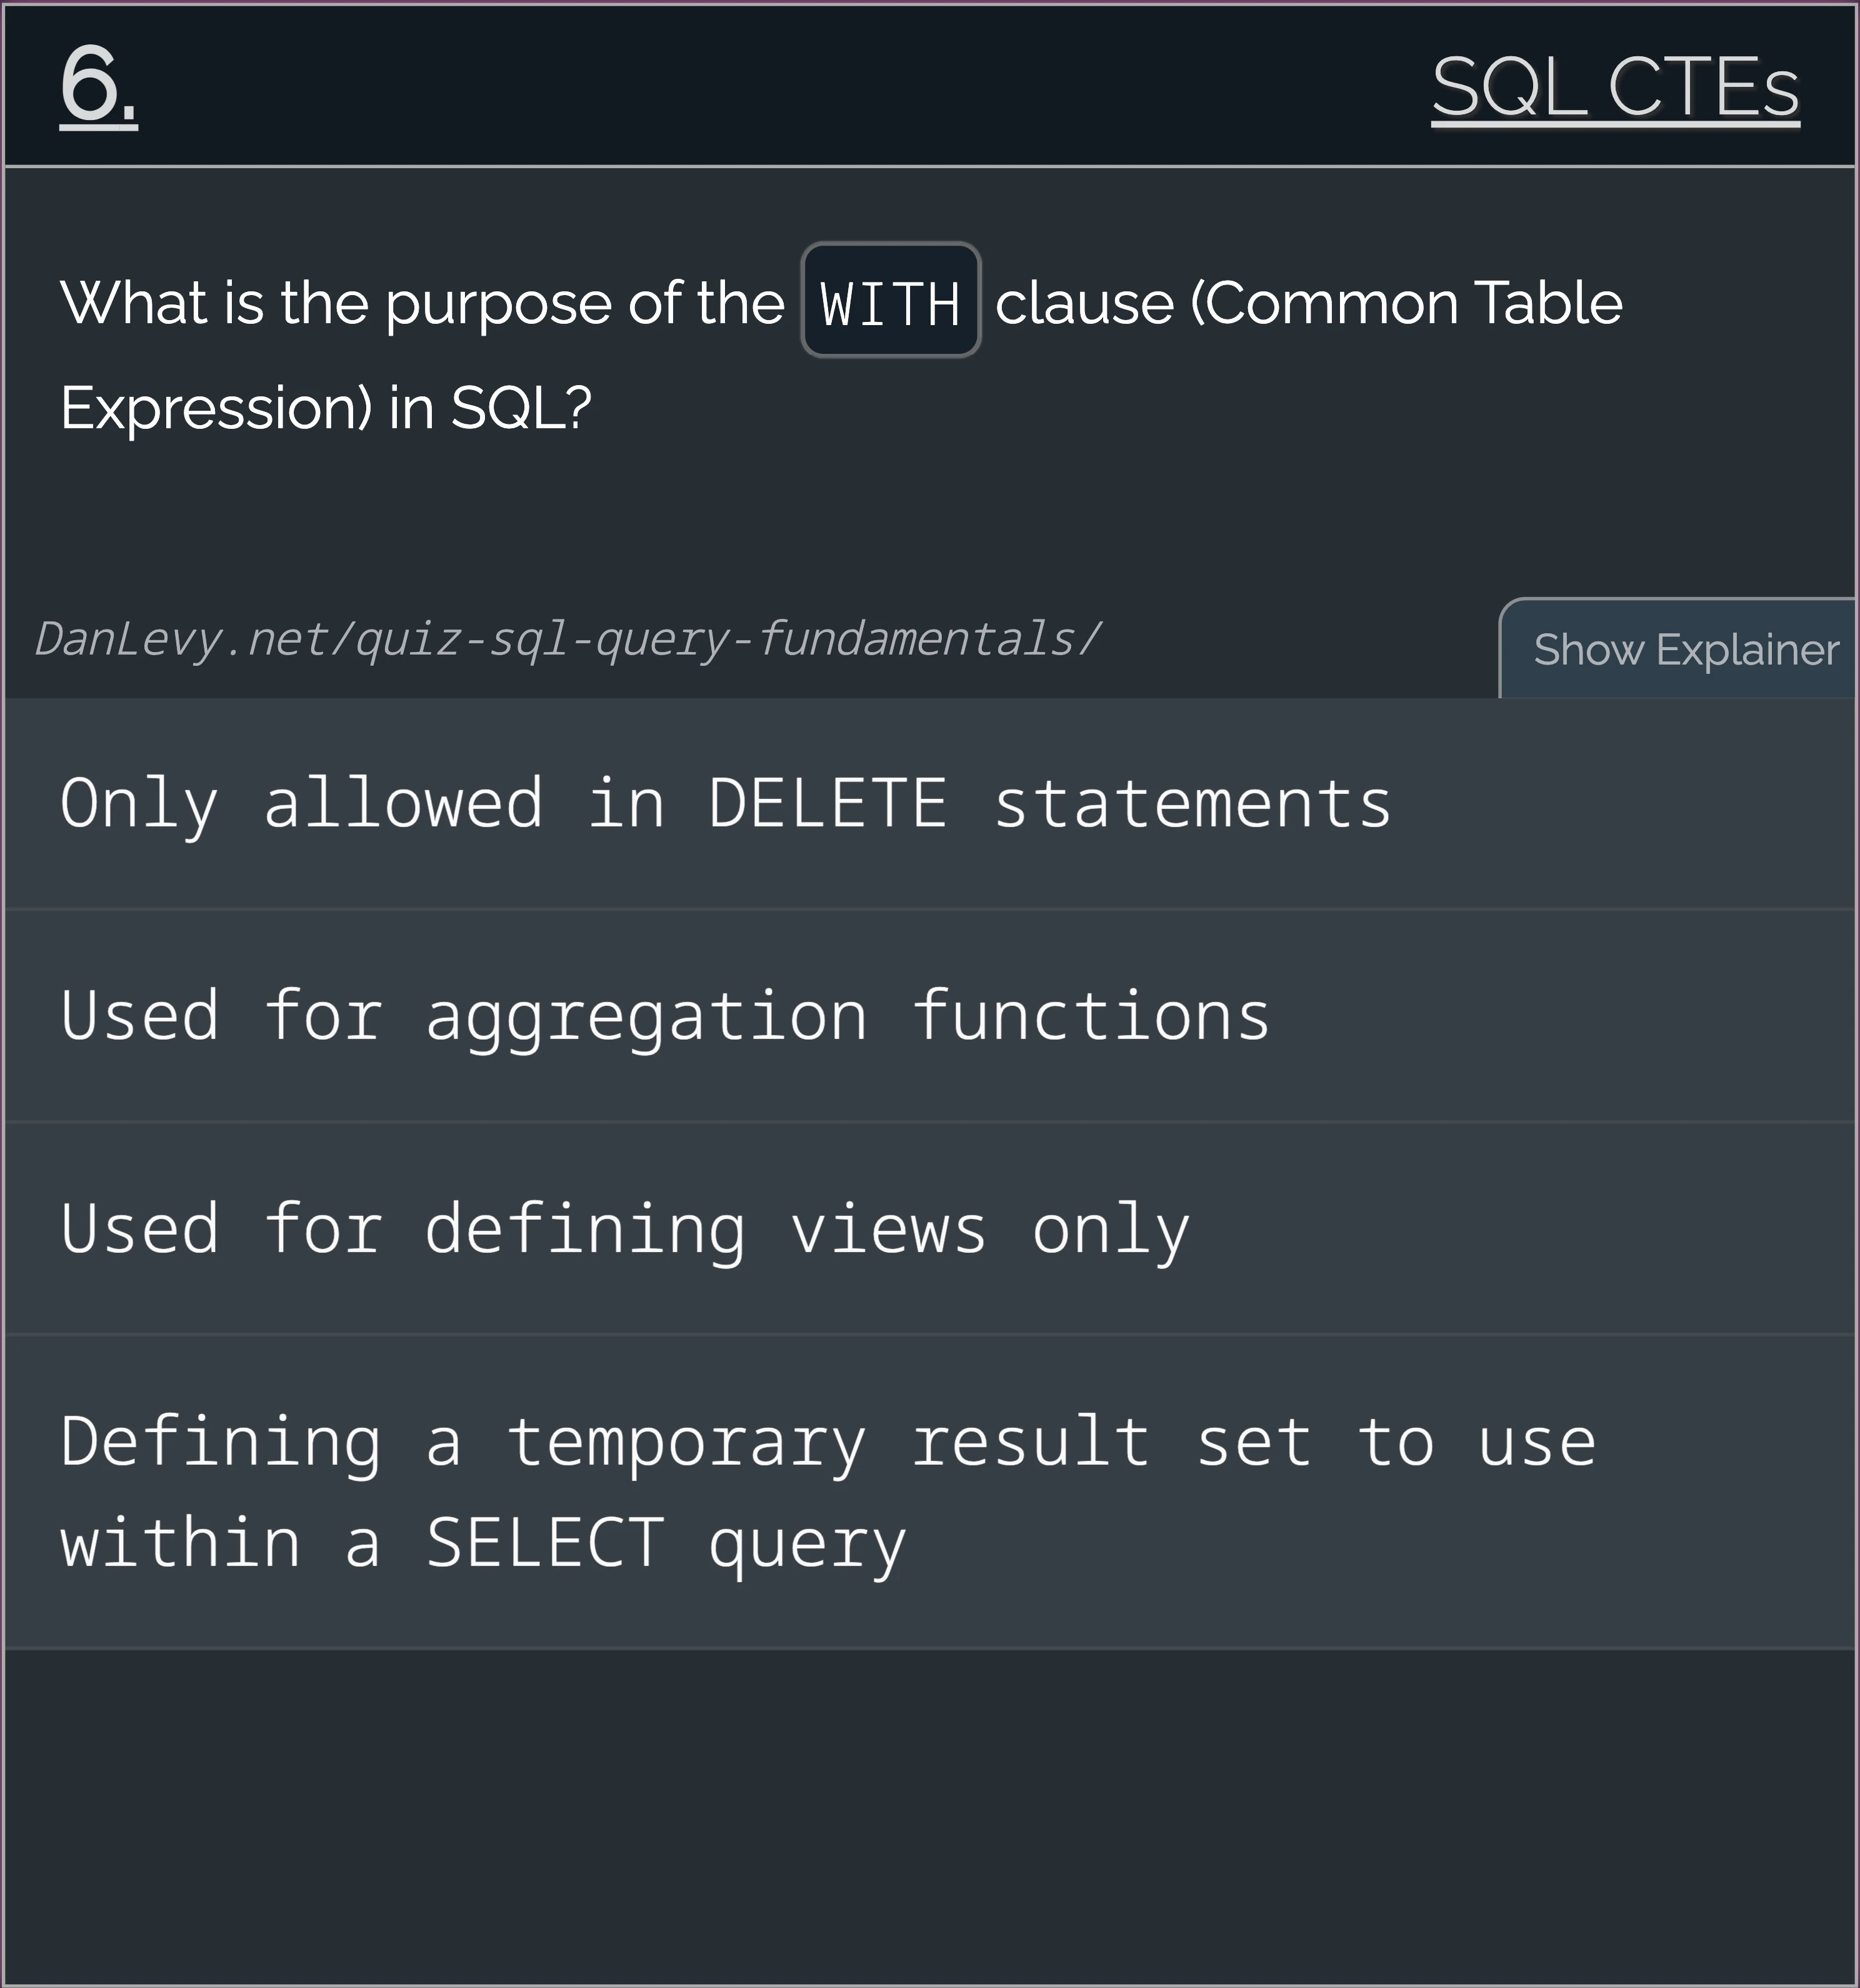 6.
SQL CTEs
What is the purpose of the WITH clause (Common Table
Expression) in SQL?
DanLevy.net/quiz-sql-query-fundamentals/
Show Explainer
Only allowed in DELETE statements
Used for aggregation functions
Used for defining views only
Defining a temporary result set to use
within a SELECT query